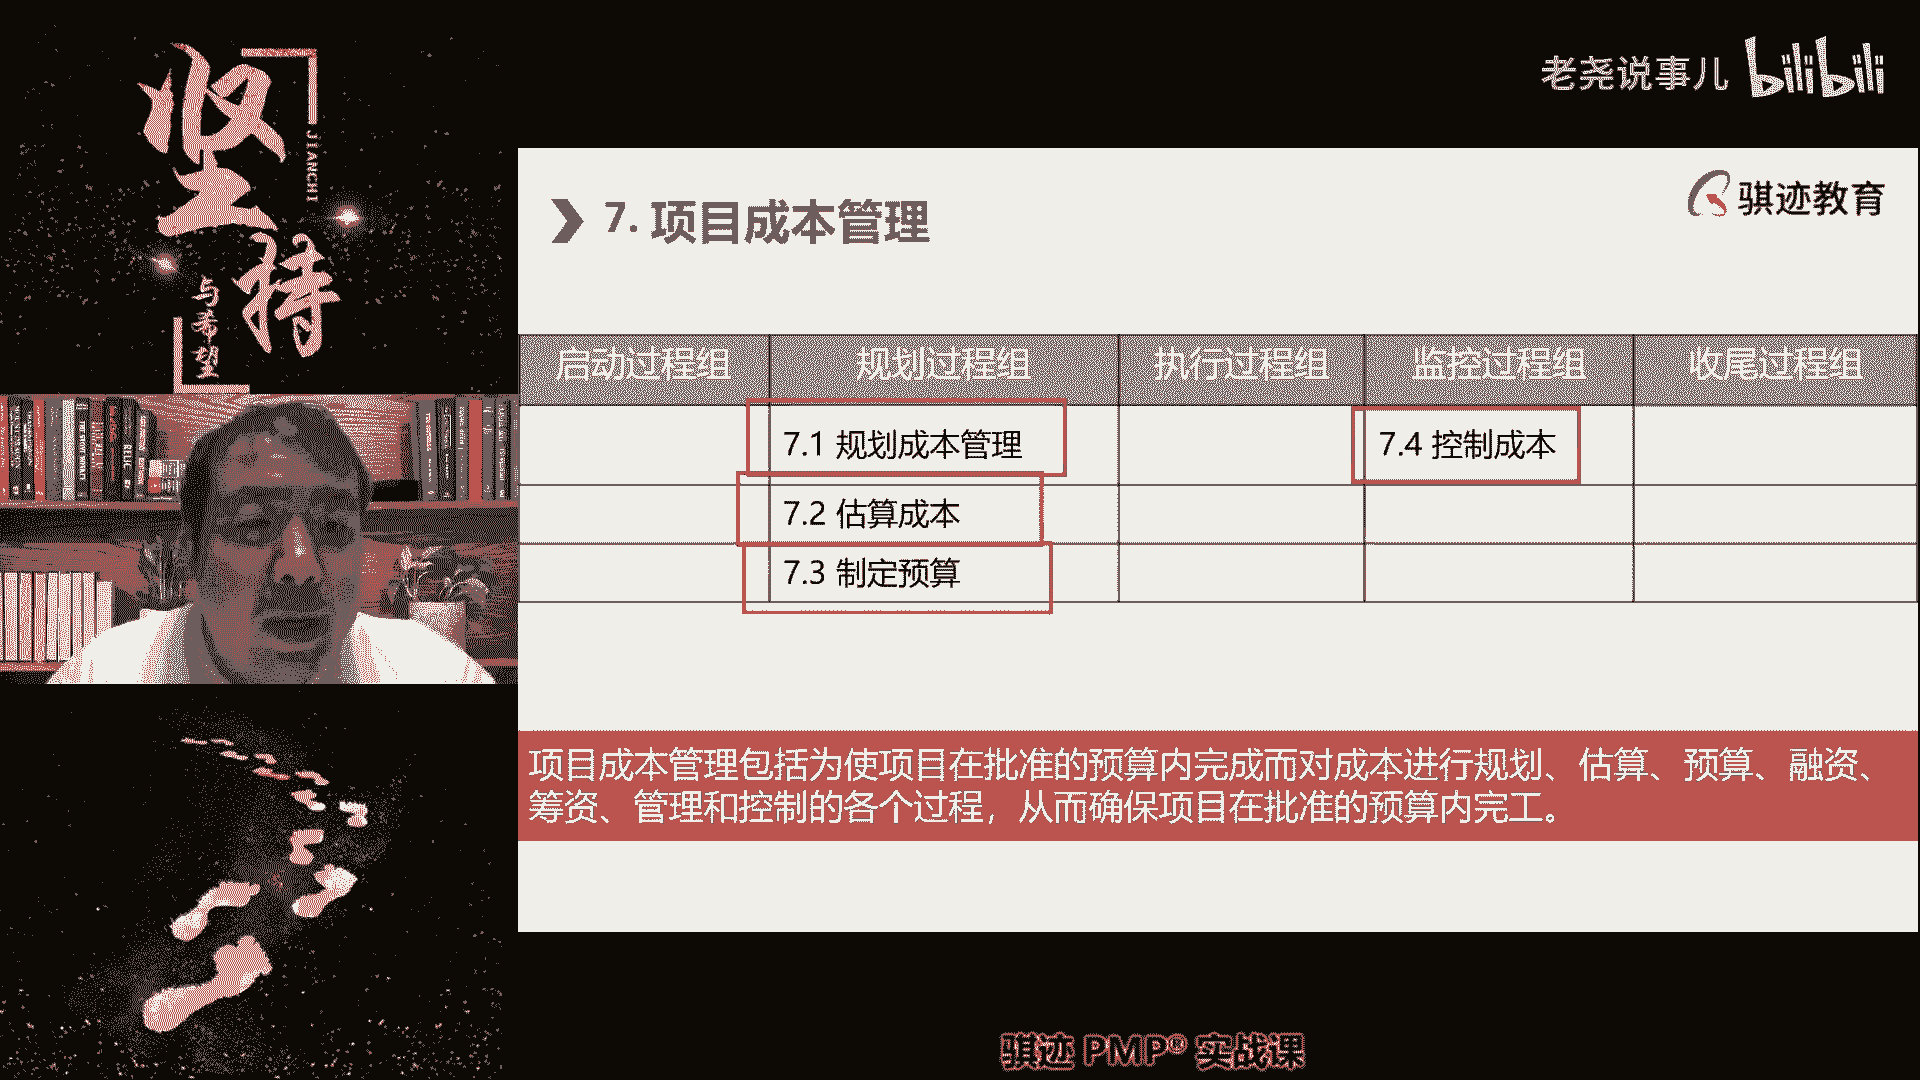 坚持
JIANCHI
与希望
老尧说事儿 bilibili
骐迹教育
7. 项目成本管理
启动过程组 规划过程组 执行过程组 监控过程组 收尾过程组
7.1 规划成本管理 7.4 控制成本
7.2 估算成本
7.3 制定预算
项目成本管理包括为使项目在批准的预算内完成而对成本进行规划、估算、预算、融资、
筹资、管理和控制的各个过程，从而确保项目在批准的预算内完工。
骐迹 PMP® 实战课